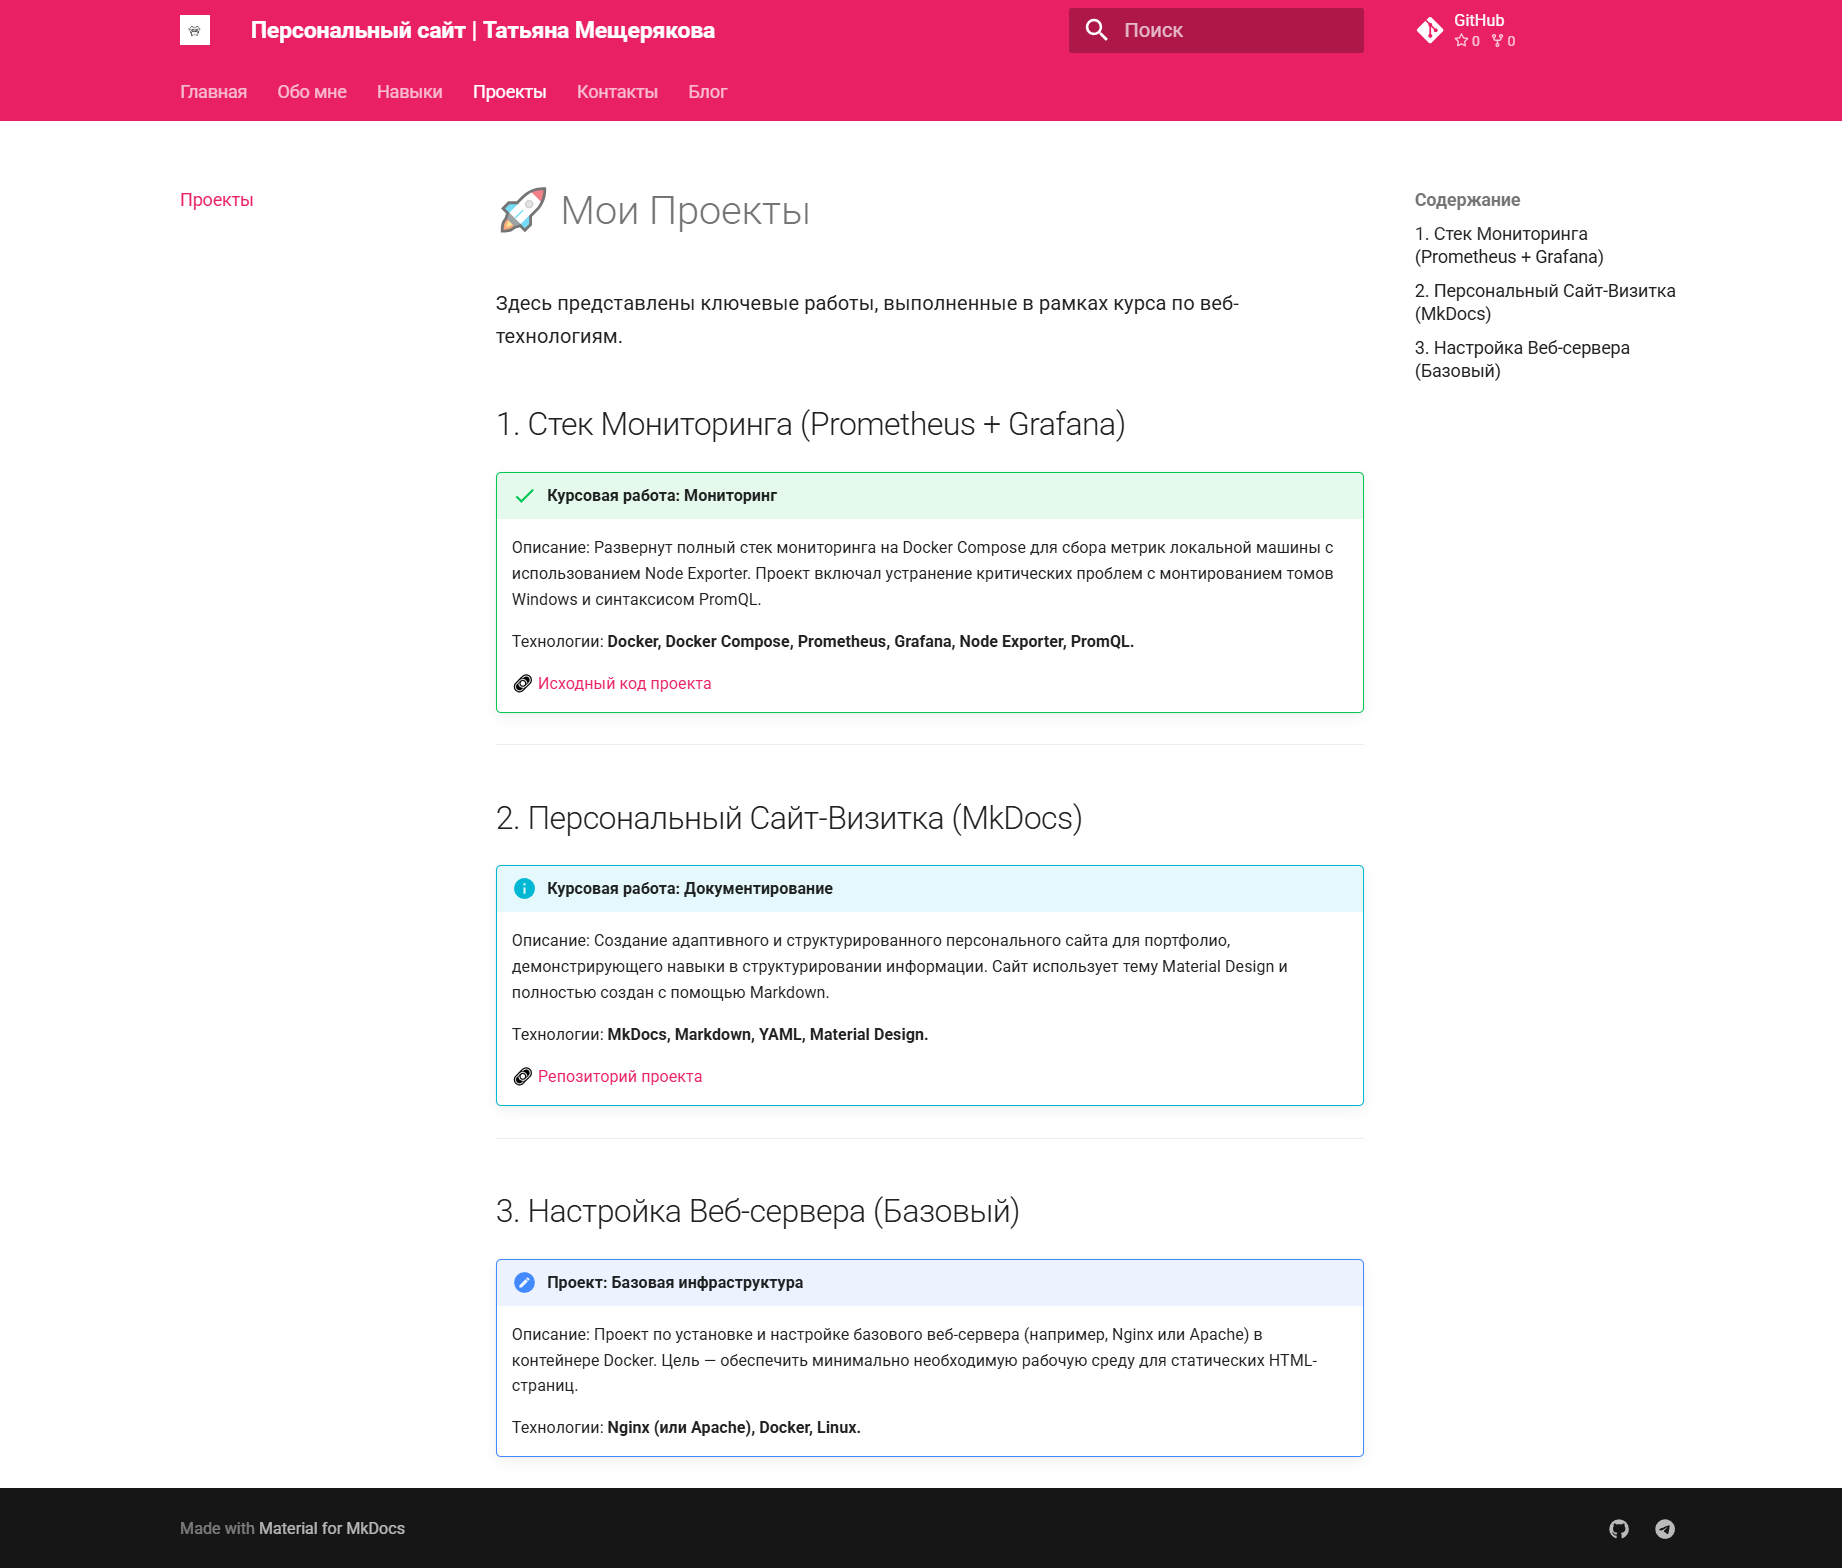 Персональный сайт | Татьяна Мещерякова
Поиск
GitHub
0 0
Главная Обо мне Навыки Проекты Контакты Блог
Проекты
Мои Проекты
Здесь представлены ключевые работы, выполненные в рамках курса по веб-
технологиям.
1. Стек Мониторинга (Prometheus + Grafana)
Курсовая работа: Мониторинг
Описание: Развернут полный стек мониторинга на Docker Compose для сбора метрик локальной машины с
использованием Node Exporter. Проект включал устранение критических проблем с монтированием томов
Windows и синтаксисом PromQL.
Технологии: Docker, Docker Compose, Prometheus, Grafana, Node Exporter, PromQL.
Исходный код проекта
2. Персональный Сайт-Визитка (MkDocs)
Курсовая работа: Документирование
Описание: Создание адаптивного и структурированного персонального сайта для портфолио,
демонстрирующего навыки в структурировании информации. Сайт использует тему Material Design и
полностью создан с помощью Markdown.
Технологии: MkDocs, Markdown, YAML, Material Design.
Репозиторий проекта
3. Настройка Веб-сервера (Базовый)
Проект: Базовая инфраструктура
Описание: Проект по установке и настройке базового веб-сервера (например, Nginx или Apache) в
контейнере Docker. Цель — обеспечить минимально необходимую рабочую среду для статических HTML-
страниц.
Технологии: Nginx (или Apache), Docker, Linux.
Содержание
1. Стек Мониторинга
(Prometheus + Grafana)
2. Персональный Сайт-Визитка
(MkDocs)
3. Настройка Веб-сервера
(Базовый)
Made with Material for MkDocs